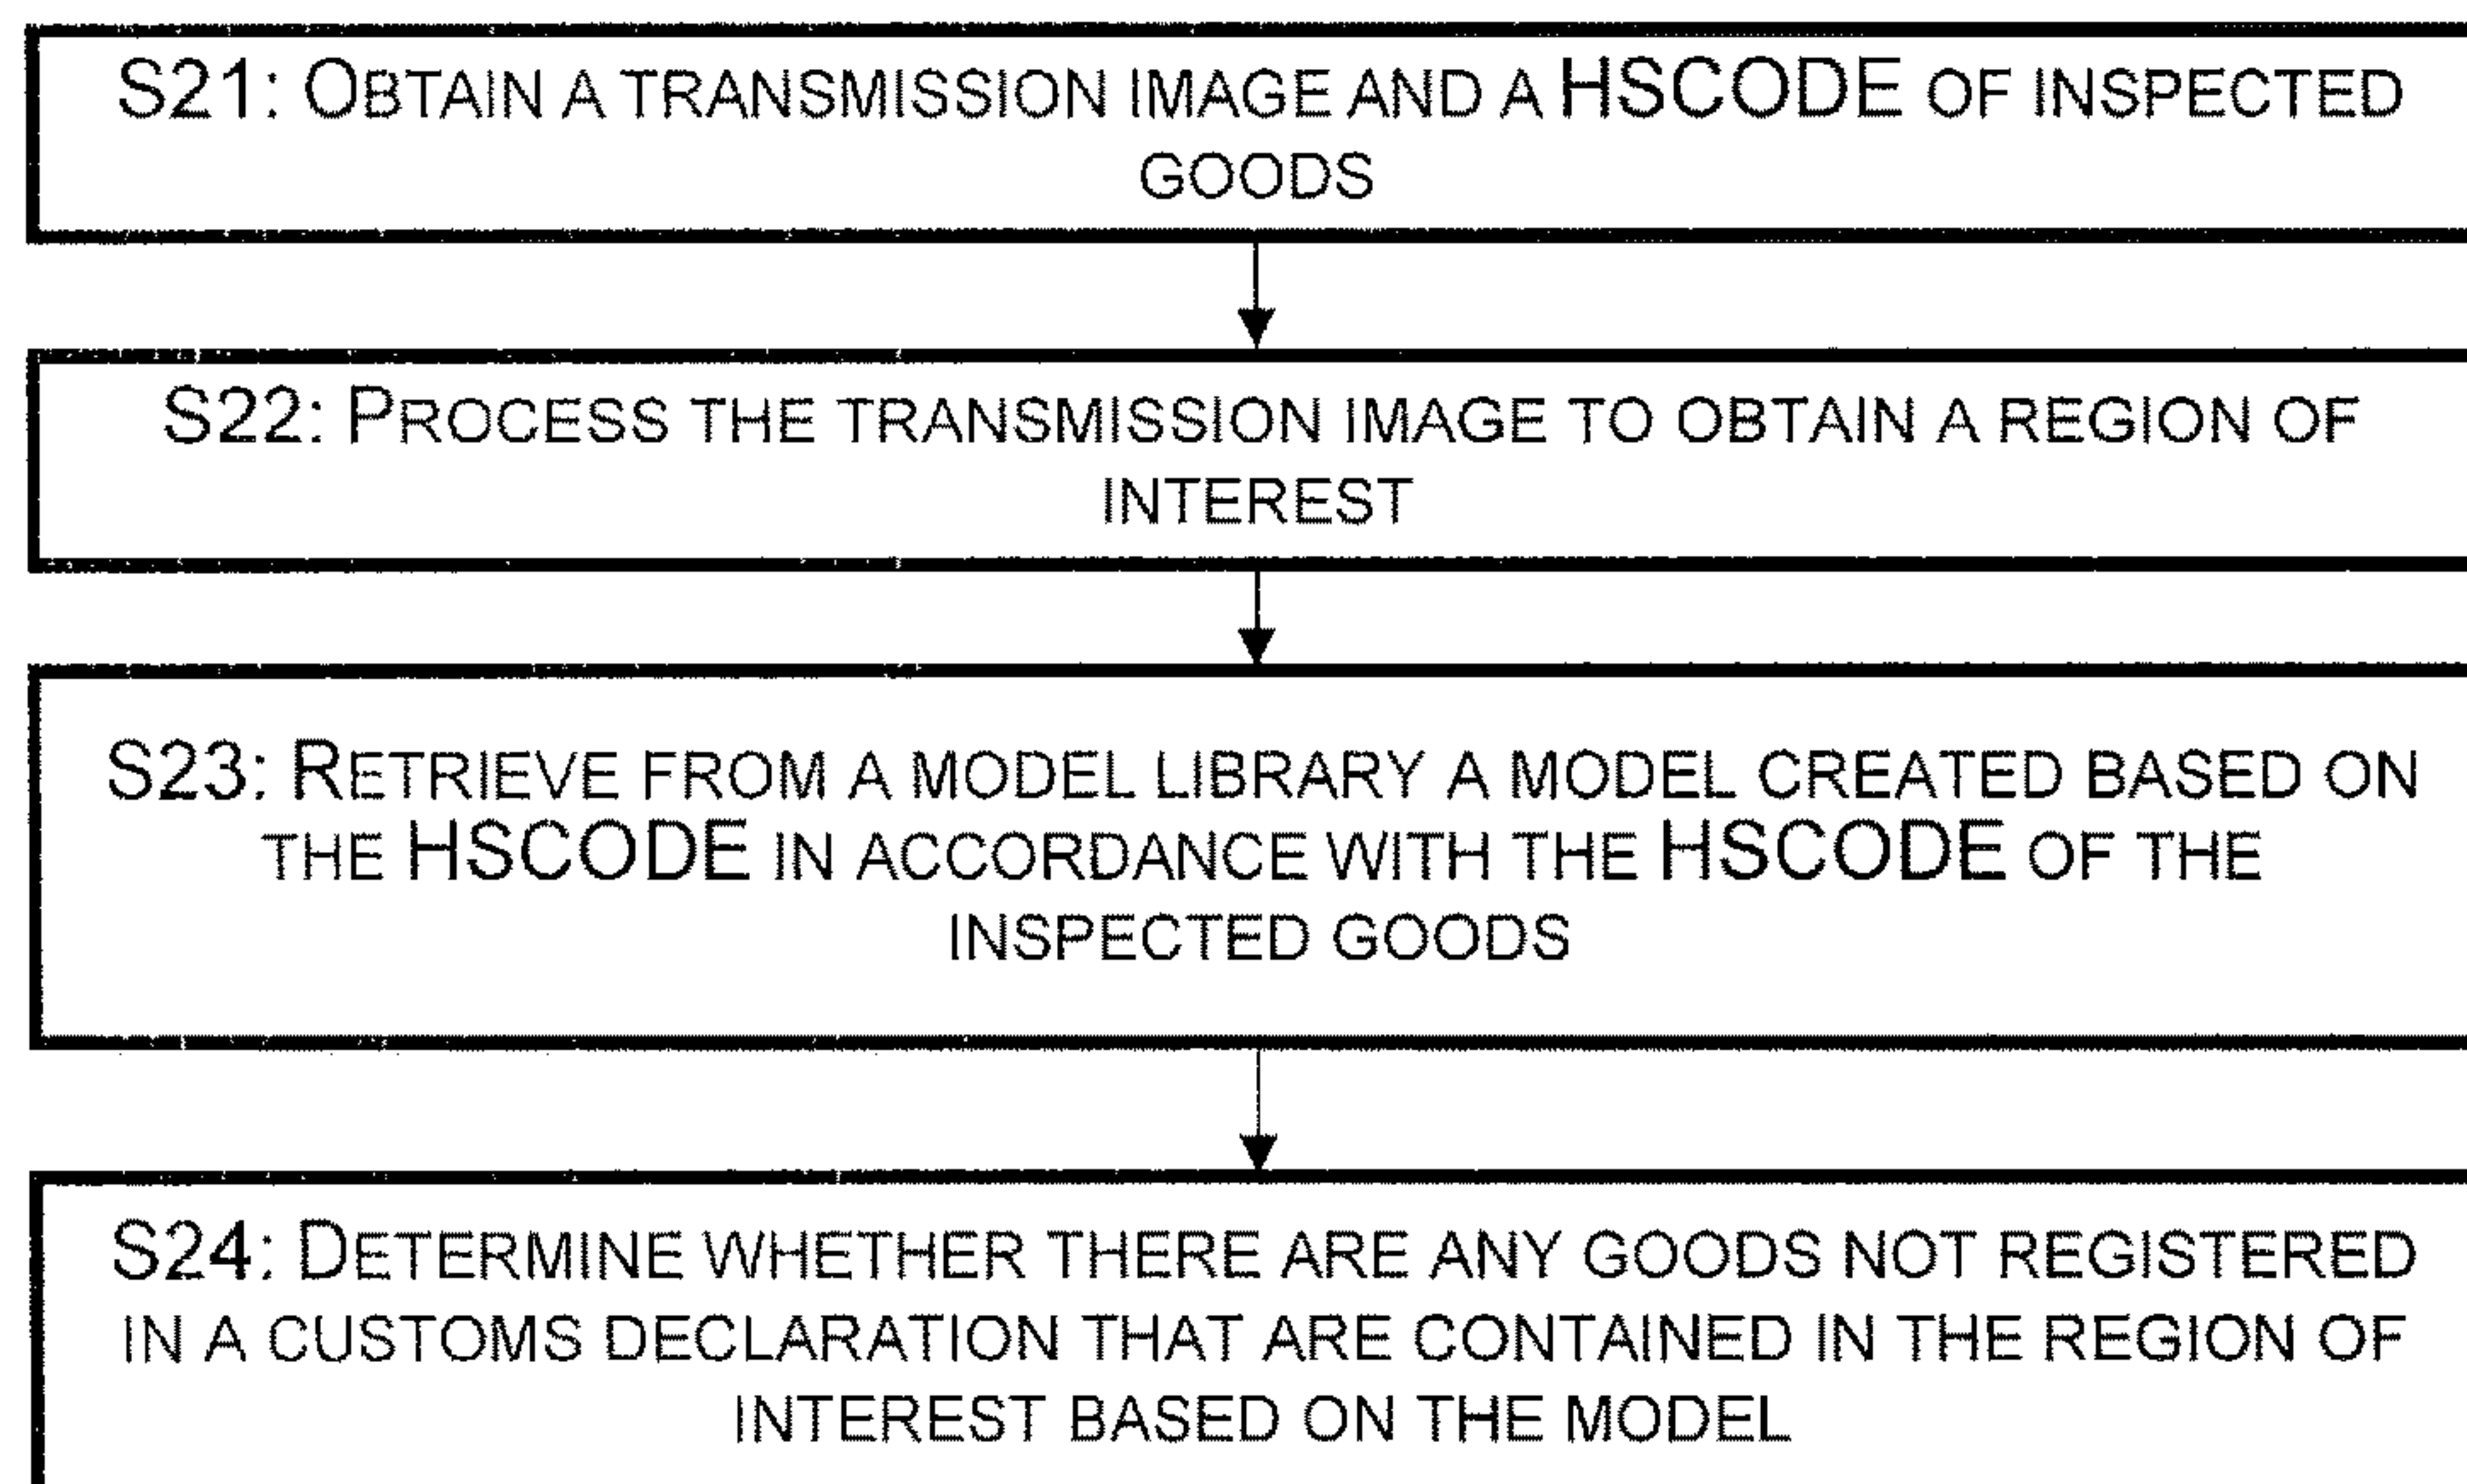 S21: OBTAIN A TRANSMISSION IMAGE AND A HSCODE OF INSPECTED
GOODS
S22: PROCESS THE TRANSMISSION IMAGE TO OBTAIN A REGION OF
INTEREST
S23: RETRIEVE FROM A MODEL LIBRARY A MODEL CREATED BASED ON
THE HSCODE IN ACCORDANCE WITH THE HSCODE OF THE
INSPECTED GOODS
S24: DETERMINE WHETHER THERE ARE ANY GOODS NOT REGISTERED
IN A CUSTOMS DECLARATION THAT ARE CONTAINED IN THE REGION OF
INTEREST BASED ON THE MODEL